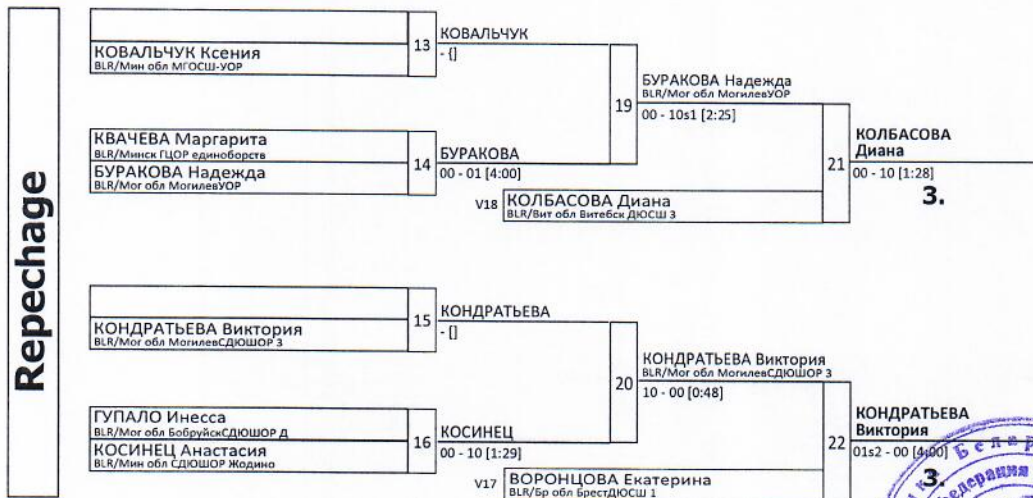 Repechage
13
КОВАЛЬЧУК Ксения
BLR/Мин обл МГОСШ-УОР
КОВАЛЬЧУК
- {]
КВАЧЕВА Маргарита
BLR/Минск ГЦОР единоборств
БУРАКОВА Надежда
BLR/Мог обл МогилевУОР
14
БУРАКОВА
00 - 01 [4:00]
19
БУРАКОВА Надежда
BLR/Мог обл МогилевУОР
00 - 10s1 [2:25]
V18
КОЛБАСОВА Диана
BLR/Вит обл Витебск ДЮСШ 3
21
КОЛБАСОВА
Диана
00 - 10 [1:28]
3.
15
КОНДРАТЬЕВА Виктория
BLR/Мог обл МогилевСДЮШОР 3
КОНДРАТЬЕВА
- []
ГУПАЛО Инесса
BLR/Мог обл БобруйскСДЮШОР Д
КОСИНЕЦ Анастасия
BLR/Мин обл СДЮШОР Жодино
16
КОСИНЕЦ
00 - 10 [1:29]
20
КОНДРАТЬЕВА Виктория
BLR/Мог обл МогилевСДЮШОР 3
10 - 00 [0:48]
V17
ВОРОНЦОВА Екатерина
BLR/Бр обл БрестДЮСШ 1
22
КОНДРАТЬЕВА
Виктория
01s2 - 00 [4:00]
3.